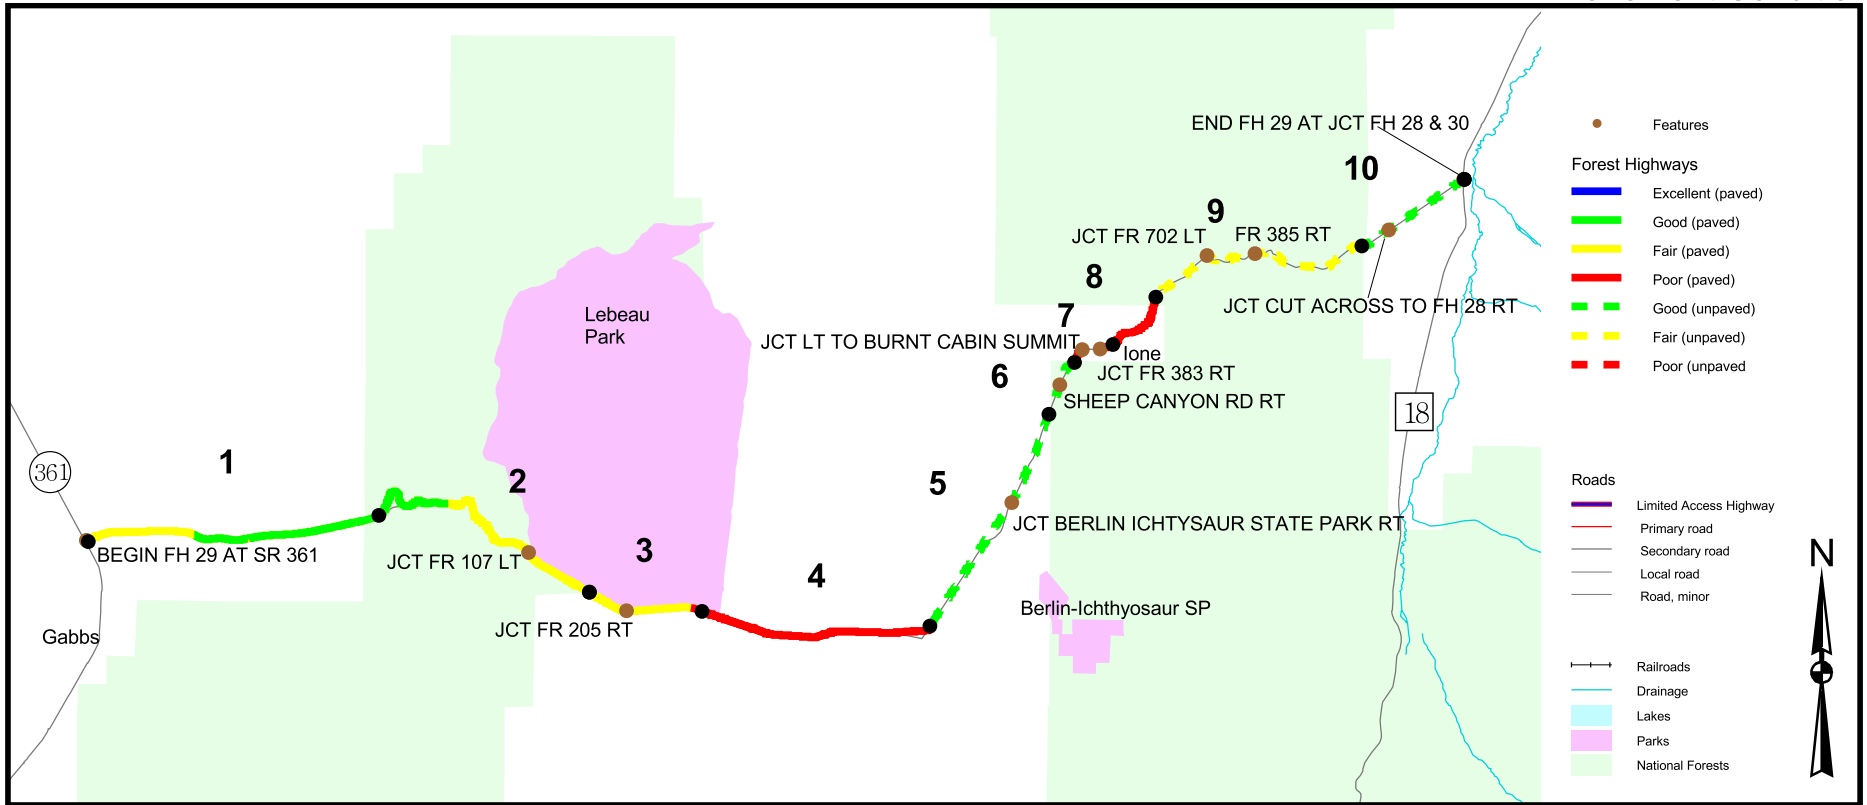 END FH 29 AT JCT FH 28 & 30
10
9
JCT FR 702 LT
FR 385 RT
8
JCT CUT ACROSS TO FH 28 RT
7
JCT LT TO BURNT CABIN SUMMIT
Ione
JCT FR 383 RT
6
SHEEP CANYON RD RT
Lebeau
Park
18
361
1
2
5
JCT BERLIN ICHTYSAUR STATE PARK RT
BEGIN FH 29 AT SR 361
JCT FR 107 LT
3
4
Berlin-Ichthyosaur SP
JCT FR 205 RT
Gabbs
Features
Forest Highways
Excellent (paved)
Good (paved)
Fair (paved)
Poor (paved)
Good (unpaved)
Fair (unpaved)
Poor (unpaved
Roads
Limited Access Highway
Primary road
Secondary road
Local road
Road, minor
Railroads
Drainage
Lakes
Parks
National Forests
N